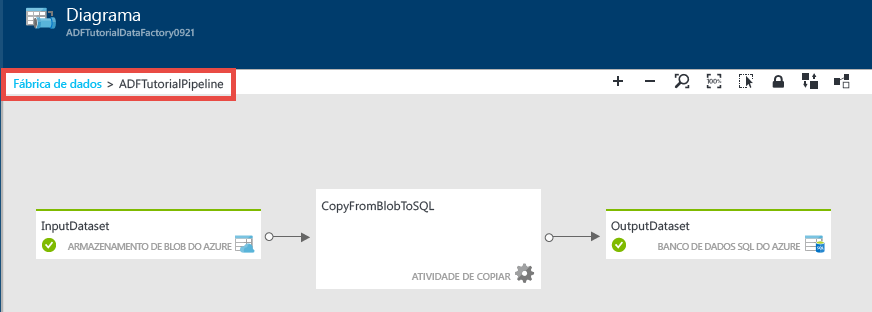 Diagrama
ADFTutorialDataFactory0921
Fábrica de dados > ADFTutorialPipeline
100%
CopyFromBlobToSQL
InputDataset
OutputDataset
ARMAZENAMENTO DE BLOB DO AZURE
BANCO DE DADOS SQL DO AZURE
ATIVIDADE DE COPIAR